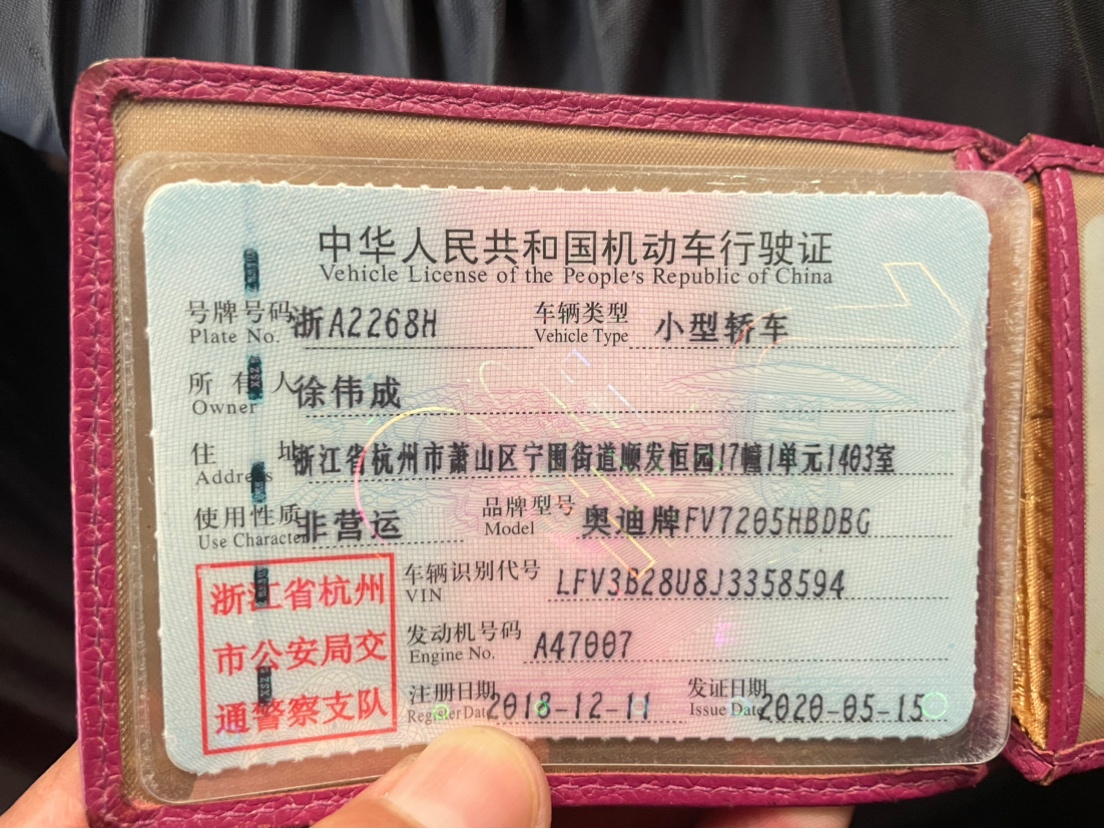 中华人民共和国机动车行驶证
Vehicle License of the People's Republic of China
号牌号码 浙A2268H 车辆类型 小型轿车
Plate No. Vehicle Type
所有人 徐伟成
Owner
住址 浙江省杭州市萧山区宁围街道顺发恒园17幢1单元1403室
Address
使用性质 非营运 品牌型号 奥迪牌FV7205HBDBG
Use Character Model
车辆识别代号 LFV3B28U8J3358594
VIN
发动机号码 A47007
Engine No.
注册日期 2018-12-11 发证日期 2020-05-15
Register Date Issue Date
浙江省杭州
市公安局交
通警察支队